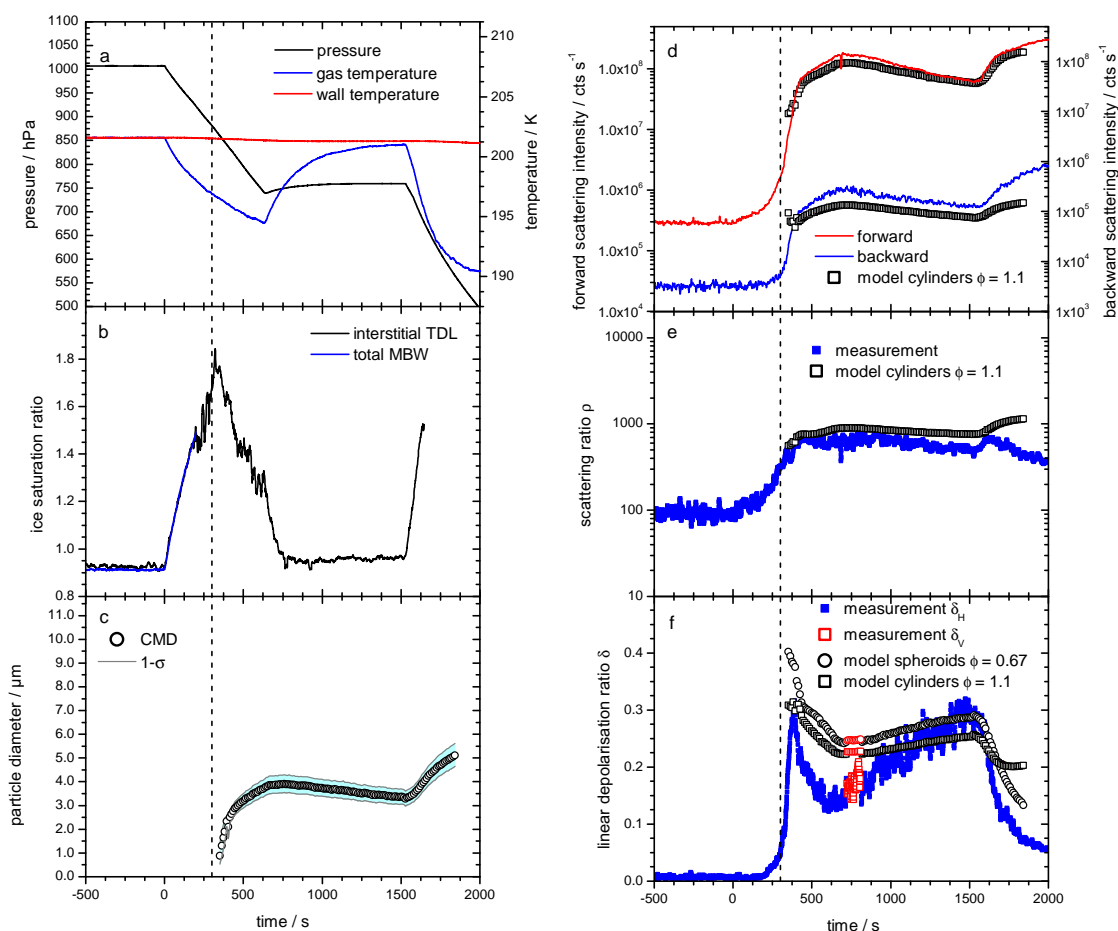 a
pressure
gas temperature
wall temperature
1100
1050
1000
950
900
850
800
750
700
650
600
550
500
pressure / hPa
210
205
200
195
190
temperature / K
b
interstitial TDL
total MBW
1.8
1.6
1.4
1.2
1.0
0.8
ice saturation ratio
c
CMD
1-σ
11.0
10.0
9.0
8.0
7.0
6.0
5.0
4.0
3.0
2.0
1.0
0.0
particle diameter / µm
-500 0 500 1000 1500 2000
time / s
d
1.0x10⁸
1.0x10⁷
1.0x10⁶
1.0x10⁵
1.0x10⁴
forward scattering intensity / cts s⁻¹
1x10⁸
1x10⁷
1x10⁶
1x10⁵
1x10⁴
1x10³
backward scattering intensity / cts s⁻¹
forward
backward
model cylinders ϕ = 1.1
e
measurement
model cylinders ϕ = 1.1
10000
1000
100
10
scattering ratio ρ
f
measurement δ_H
measurement δ_V
model spheroids ϕ = 0.67
model cylinders ϕ = 1.1
0.4
0.3
0.2
0.1
0.0
linear depolarisation ratio δ
-500 0 500 1000 1500 2000
time / s